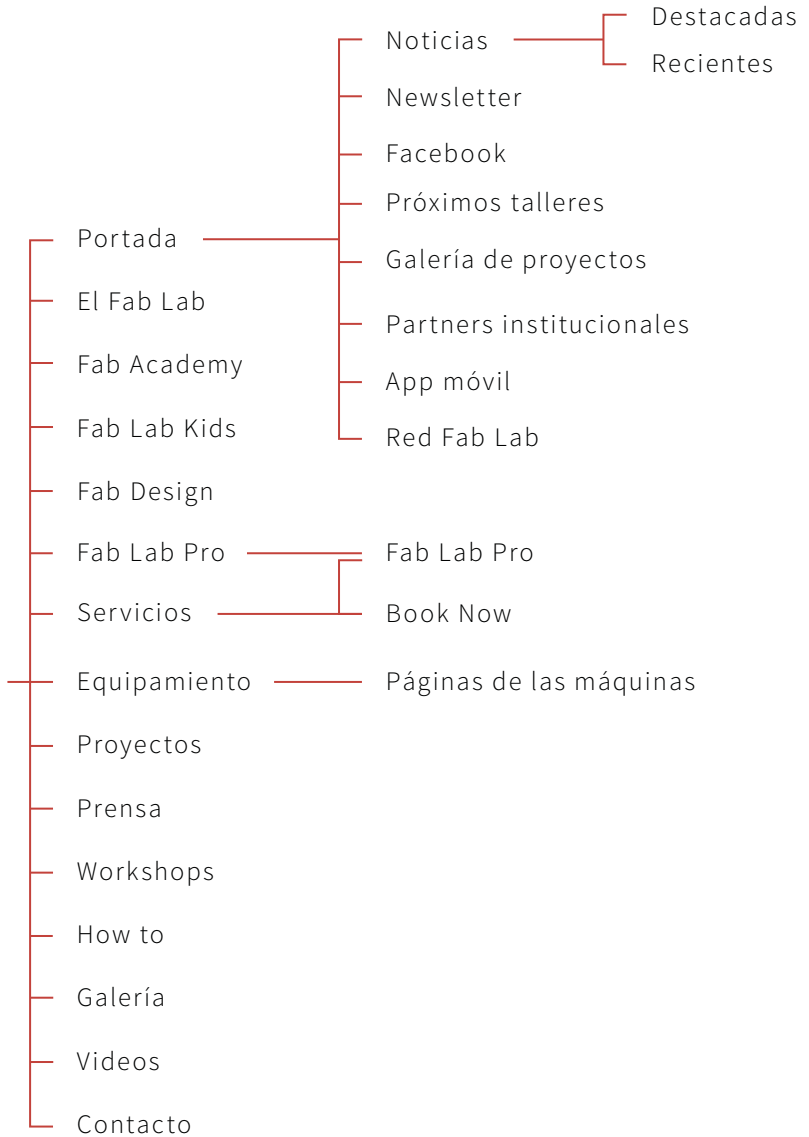 Destacadas
Noticias
Recientes
Newsletter
Facebook
Próximos talleres
Portada
Galería de proyectos
El Fab Lab
Partners institucionales
Fab Academy
App móvil
Fab Lab Kids
Red Fab Lab
Fab Design
Fab Lab Pro
Fab Lab Pro
Servicios
Book Now
Equipamiento
Páginas de las máquinas
Proyectos
Prensa
Workshops
How to
Galería
Videos
Contacto